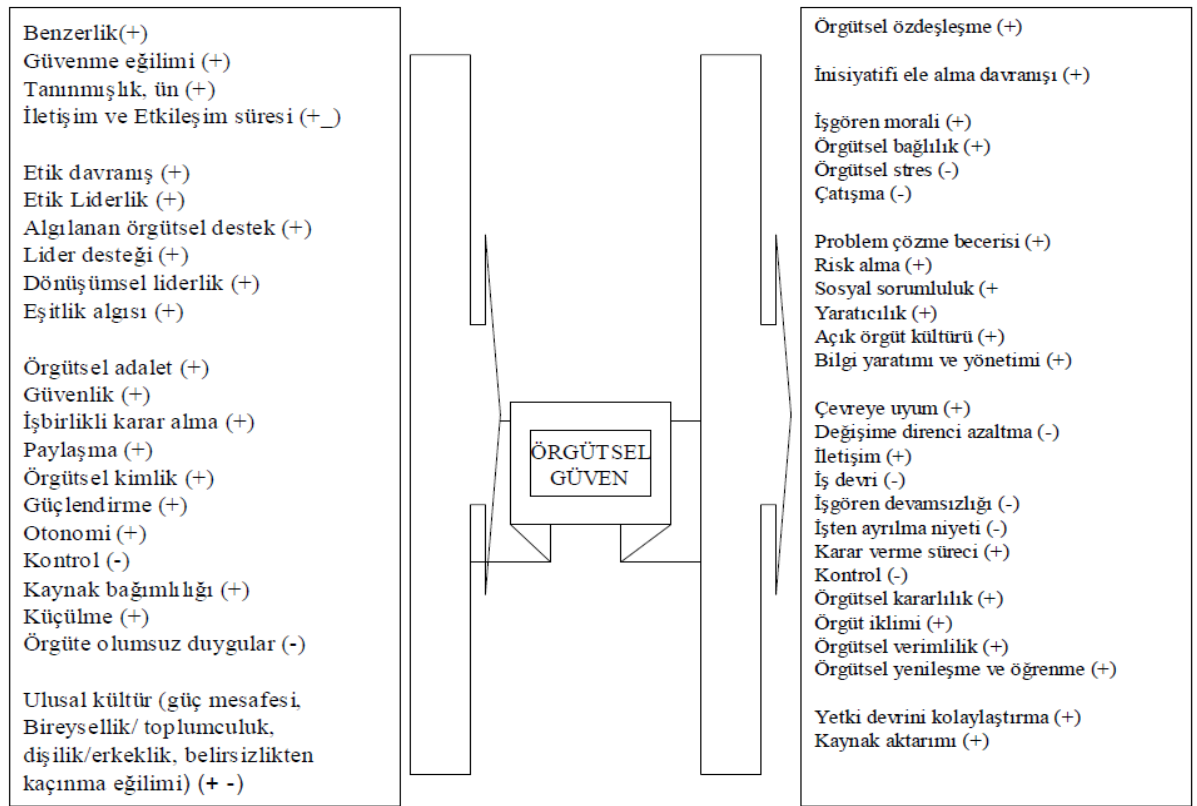 Benzerlik(+)
Güvenme eğilimi (+)
Tanınmışlık, ün (+)
İletişim ve Etkileşim süresi (+_)
Etik davranış (+)
Etik Liderlik (+)
Algılanan örgütsel destek (+)
Lider desteği (+)
Dönüşümsel liderlik (+)
Eşitlik algısı (+)
Örgütsel adalet (+)
Güvenlik (+)
İşbirlikli karar alma (+)
Paylaşma (+)
Örgütsel kimlik (+)
Güçlendirme (+)
Otonomi (+)
Kontrol (-)
Kaynak bağımlılığı (+)
Küçülme (+)
Örgüte olumsuz duygular (-)
Ulusal kültür (güç mesafesi,
Bireysellik/ toplumculuk,
dişilik/erkeklik, belirsizlikten
kaçınma eğilimi) (+ -)
ÖRGÜTSEL
GÜVEN
Örgütsel özdeşleşme (+)
İnisiyatifi ele alma davranışı (+)
İşgören morali (+)
Örgütsel bağlılık (+)
Örgütsel stres (-)
Çatışma (-)
Problem çözme becerisi (+)
Risk alma (+)
Sosyal sorumluluk (+
Yaratıcılık (+)
Açık örgüt kültürü (+)
Bilgi yaratımı ve yönetimi (+)
Çevreye uyum (+)
Değişime direnci azaltma (-)
İletişim (+)
İş devri (-)
İşgören devamsızlığı (-)
İşten ayrılma niyeti (-)
Karar verme süreci (+)
Kontrol (-)
Örgütsel kararlılık (+)
Örgüt iklimi (+)
Örgütsel verimlilik (+)
Örgütsel yenileşme ve öğrenme (+)
Yetki devrini kolaylaştırma (+)
Kaynak aktarımı (+)